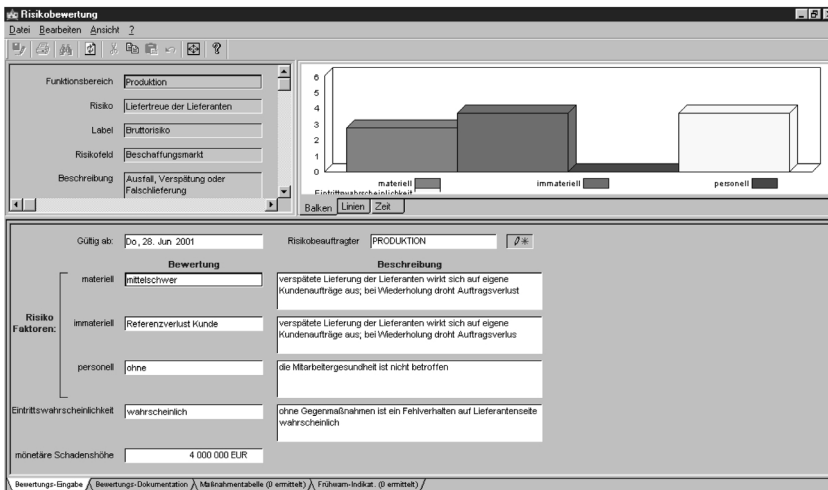 Risikobewertung
Datei Bearbeiten Ansicht ?
Funktionsbereich Produktion
Risiko Liefertreue der Lieferanten
Label Bruttorisiko
Risikofeld Beschaffungsmarkt
Beschreibung Ausfall, Verspätung oder
Falschlieferung
6
5
4
3
2
1
0
materiell immateriell personell
Eintrittswahrscheinlichkeit
Balken Linien Zeit
Gültig ab: Do, 28. Jun 2001 Risikobeauftragter PRODUKTION
Bewertung Beschreibung
Risiko
Faktoren:
materiell mittelschwer verspätete Lieferung der Lieferanten wirkt sich auf eigene
Kundenaufträge aus; bei Wiederholung droht Auftragsverlust
immateriell Referenzverlust Kunde verspätete Lieferung der Lieferanten wirkt sich auf eigene
Kundenaufträge aus; bei Wiederholung droht Auftragsverlus
personell ohne die Mitarbeitergesundheit ist nicht betroffen
Eintrittswahrscheinlichkeit wahrscheinlich ohne Gegenmaßnahmen ist ein Fehlverhalten auf Lieferantenseite
wahrscheinlich
mönetäre Schadenshöhe 4 000 000 EUR
Bewertungs-Eingabe Bewertungs-Dokumentation Maßnahmentabelle (0 ermittelt) Frühwarn-Indikat. (0 ermittelt)